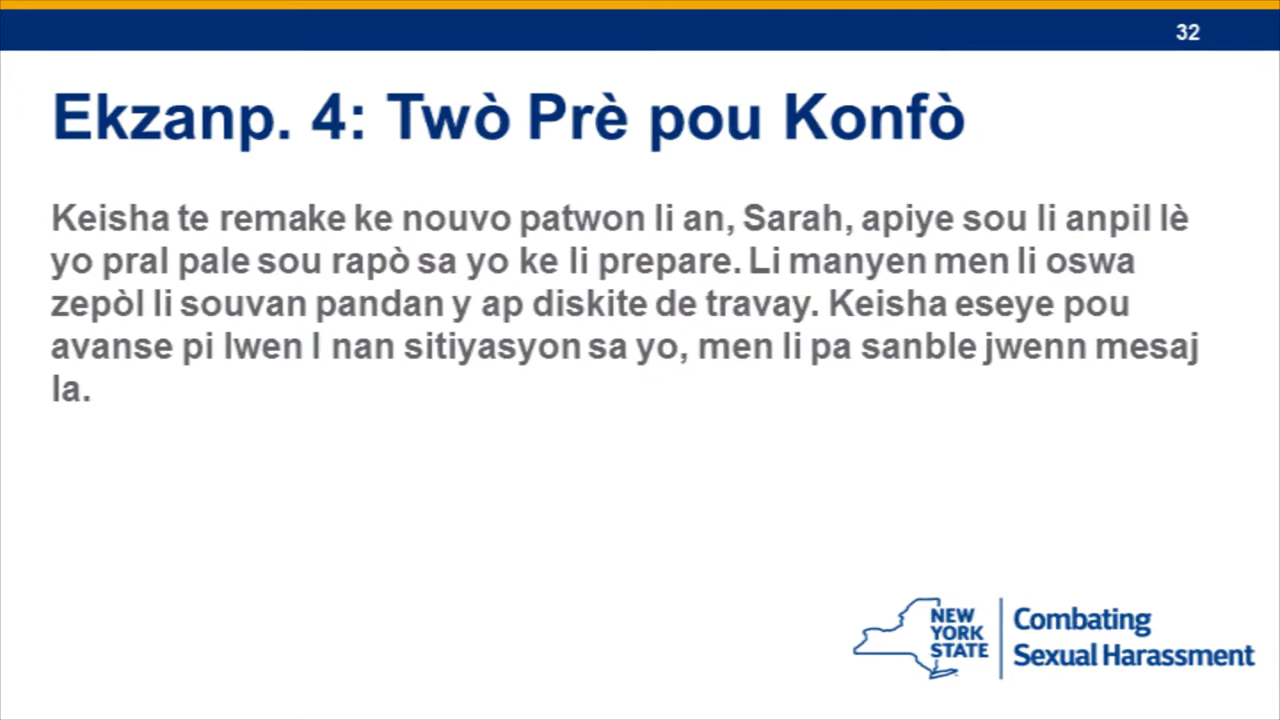 32
Ekzanp. 4: Twò Prè pou Konfò
Keisha te remake ke nouvo patwon li an, Sarah, apiye sou li anpil lè
yo pral pale sou rapò sa yo ke li prepare. Li manyen men li oswa
zepòl li souvan pandan y ap diskite de travay. Keisha eseye pou
avanse pi lwen l nan sitiyasyon sa yo, men li pa sanble jwenn mesaj
la.
NEW
YORK
STATE
Combating
Sexual Harassment